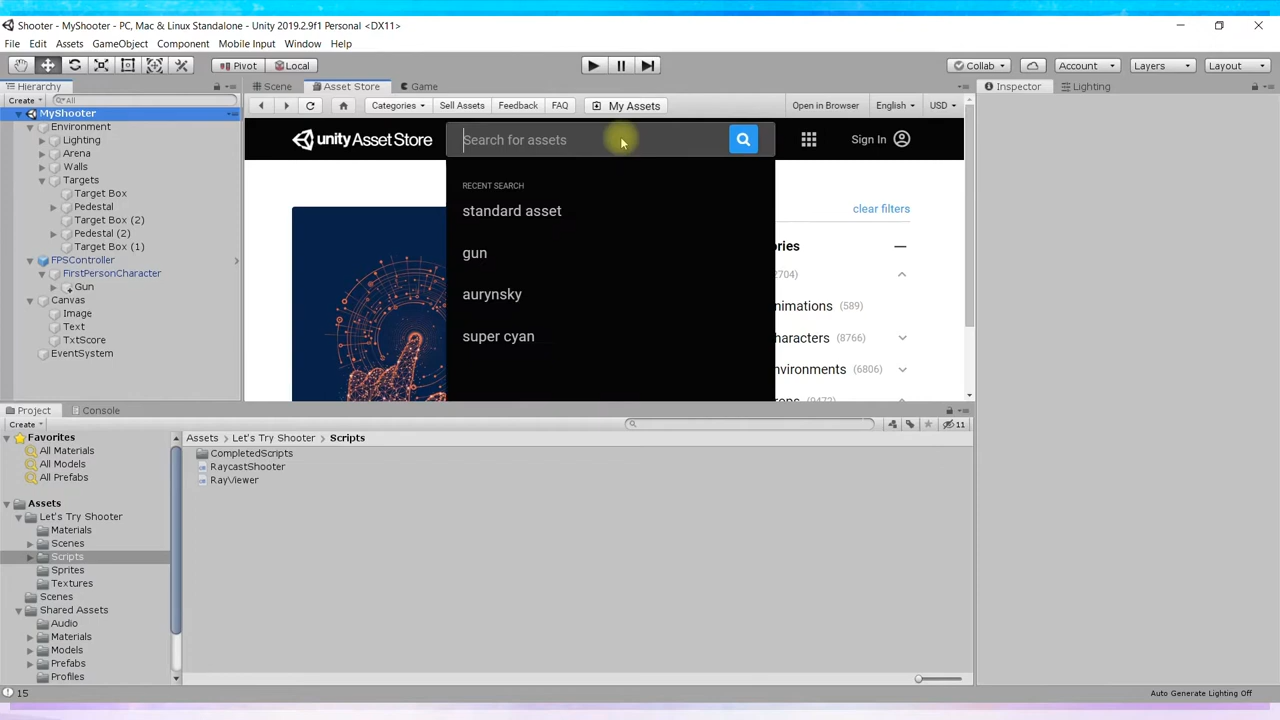 Shooter - MyShooter - PC, Mac & Linux Standalone - Unity 2019.2.9f1 Personal <DX11>
File Edit Assets GameObject Component Mobile Input Window Help
Pivot Local Collab Account Layers Layout
Hierarchy Scene Asset Store Game Inspector Lighting
Create All Categories Sell Assets Feedback FAQ My Assets Open in Browser English USD
MyShooter
Environment
Lighting
Arena
Walls
Targets
Target Box
Pedestal
Target Box (2)
Pedestal (2)
Target Box (1)
FPSController
FirstPersonCharacter
Gun
Canvas
Image
Text
TxtScore
EventSystem
unity Asset Store Search for assets Sign In
RECENT SEARCH
standard asset
gun
aurynsky
super cyan
clear filters
ories
2704)
nimations (589)
haracters (8766)
nvironments (6806)
Project Console
Create 11
Favorites
All Materials
All Models
All Prefabs
Assets
Let's Try Shooter
Materials
Scenes
Scripts
Sprites
Textures
Scenes
Shared Assets
Audio
Materials
Models
Prefabs
Profiles
Assets Let's Try Shooter Scripts
CompletedScripts
RaycastShooter
RayViewer
15 Auto Generate Lighting Off